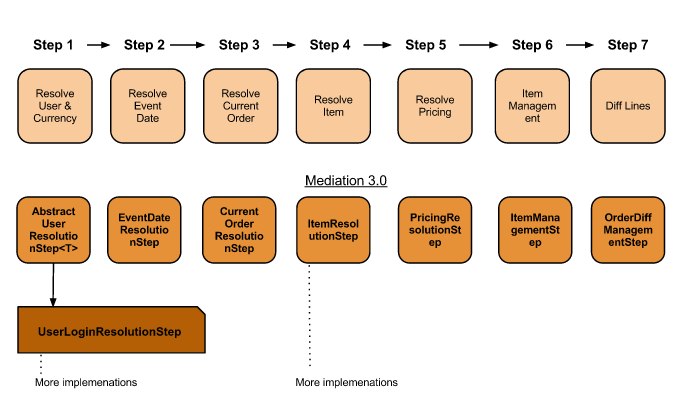 Step 1 Step 2 Step 3 Step 4 Step 5 Step 6 Step 7
Resolve
User &
Currency
Resolve
Event
Date
Resolve
Current
Order
Resolve
Item
Resolve
Pricing
Item
Managem
ent
Diff Lines
Mediation 3.0
Abstract
User
Resolutio
nStep<T>
EventDate
Resolutio
nStep
Current
Order
Resolutio
nStep
ItemResol
utionStep
PricingRe
solutionSt
ep
ItemMana
gementSt
ep
OrderDiff
Managem
entStep
UserLoginResolutionStep
More implemenations
More implemenations